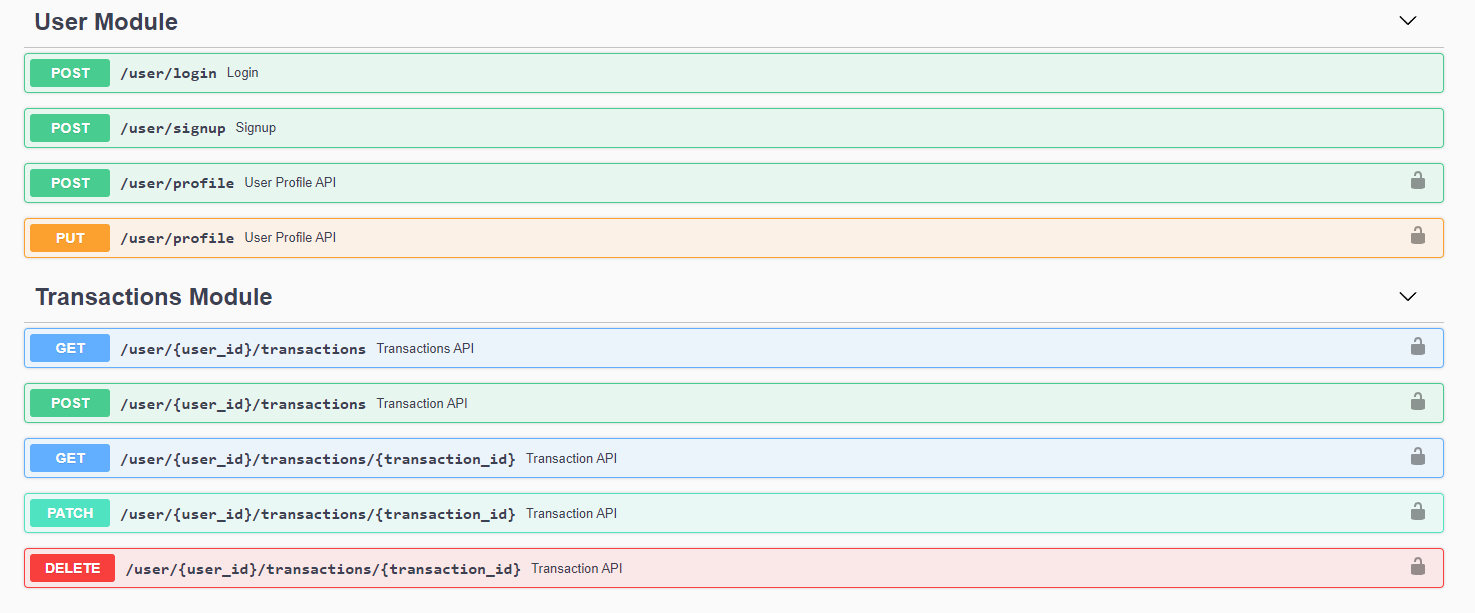 User Module
POST /user/login Login
POST /user/signup Signup
POST /user/profile User Profile API
PUT /user/profile User Profile API
Transactions Module
GET /user/{user_id}/transactions Transactions API
POST /user/{user_id}/transactions Transaction API
GET /user/{user_id}/transactions/{transaction_id} Transaction API
PATCH /user/{user_id}/transactions/{transaction_id} Transaction API
DELETE /user/{user_id}/transactions/{transaction_id} Transaction API